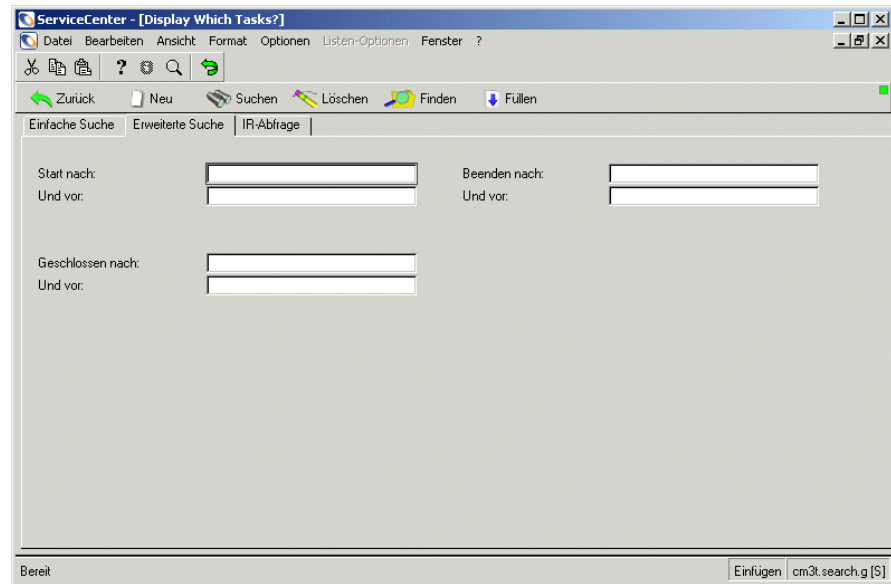 ServiceCenter - [Display Which Tasks?]
Datei Bearbeiten Ansicht Format Optionen Listen-Optionen Fenster ?
Zurück Neu Suchen Löschen Finden Füllen
Einfache Suche Erweiterte Suche IR-Abfrage
Start nach: Beenden nach:
Und vor: Und vor:
Geschlossen nach:
Und vor:
Bereit Einfügen cm3t.search.g [S]